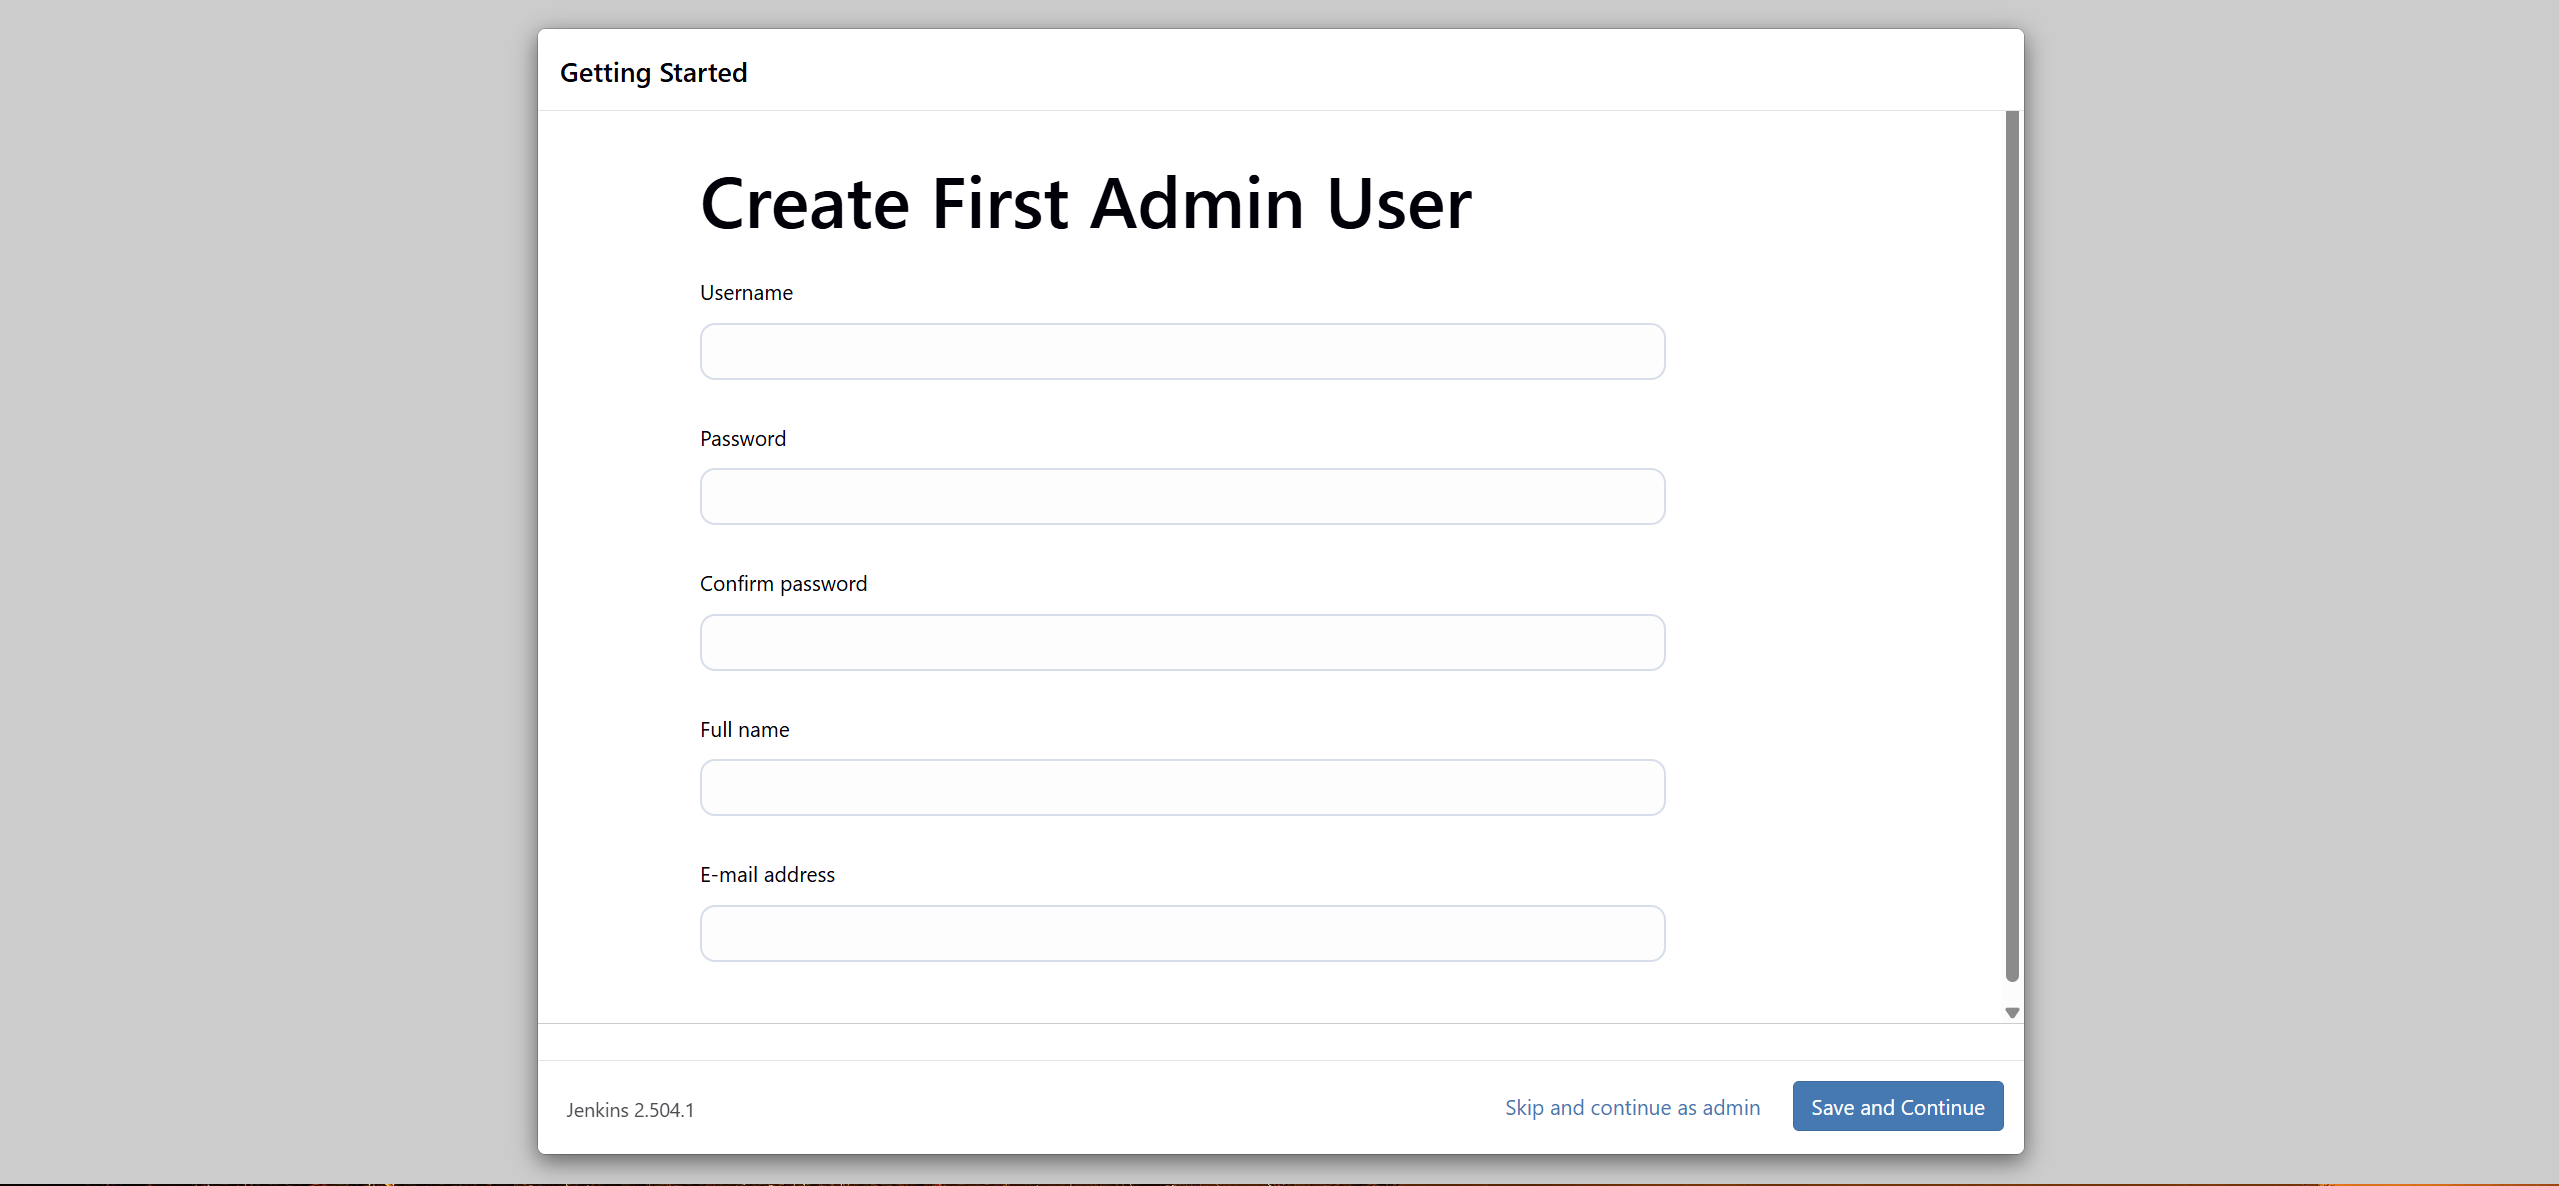 Getting Started
Create First Admin User
Username
Password
Confirm password
Full name
E-mail address
Jenkins 2.504.1
Skip and continue as admin
Save and Continue